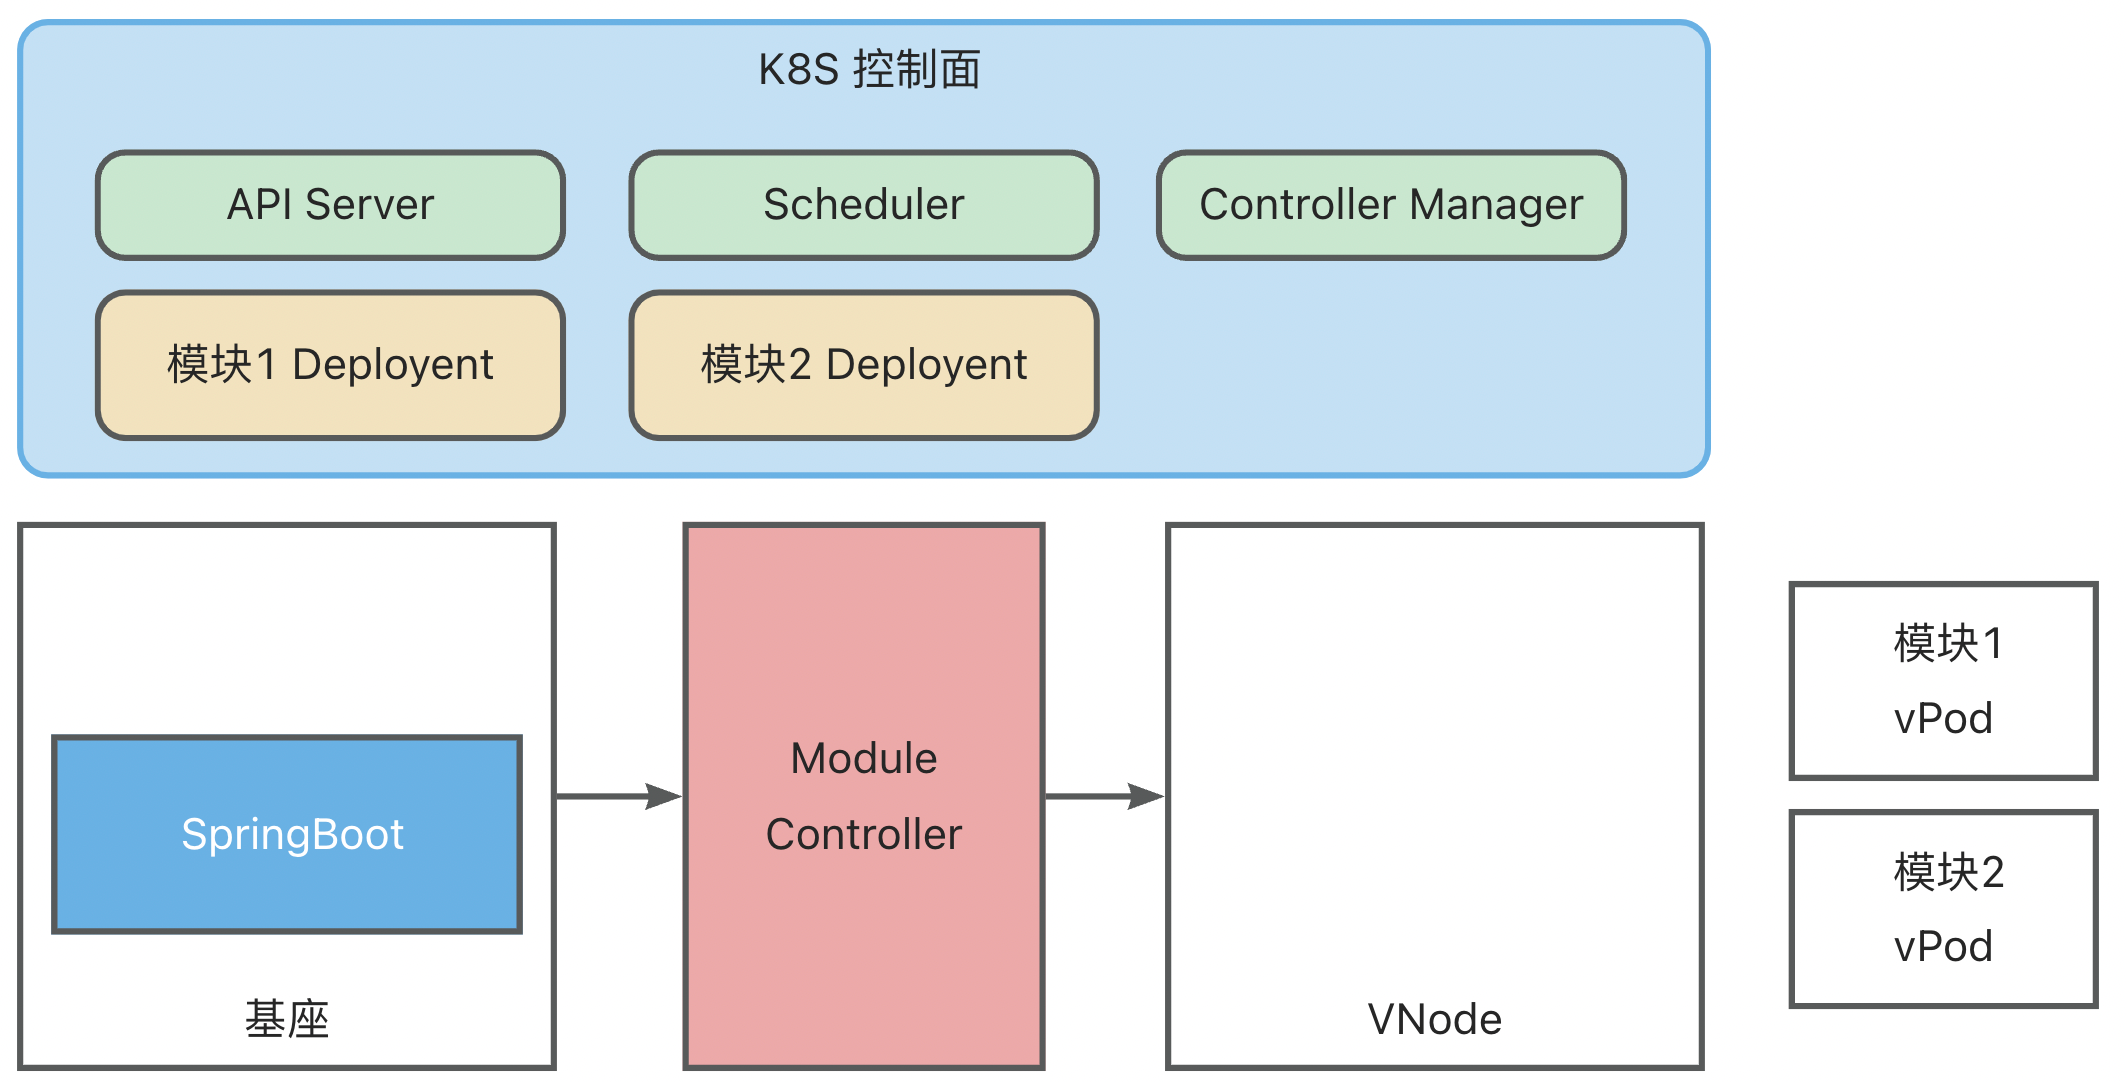 K8S 控制面
API Server
Scheduler
Controller Manager
模块1 Deployent
模块2 Deployent
SpringBoot
基座
Module
Controller
VNode
模块1
vPod
模块2
vPod